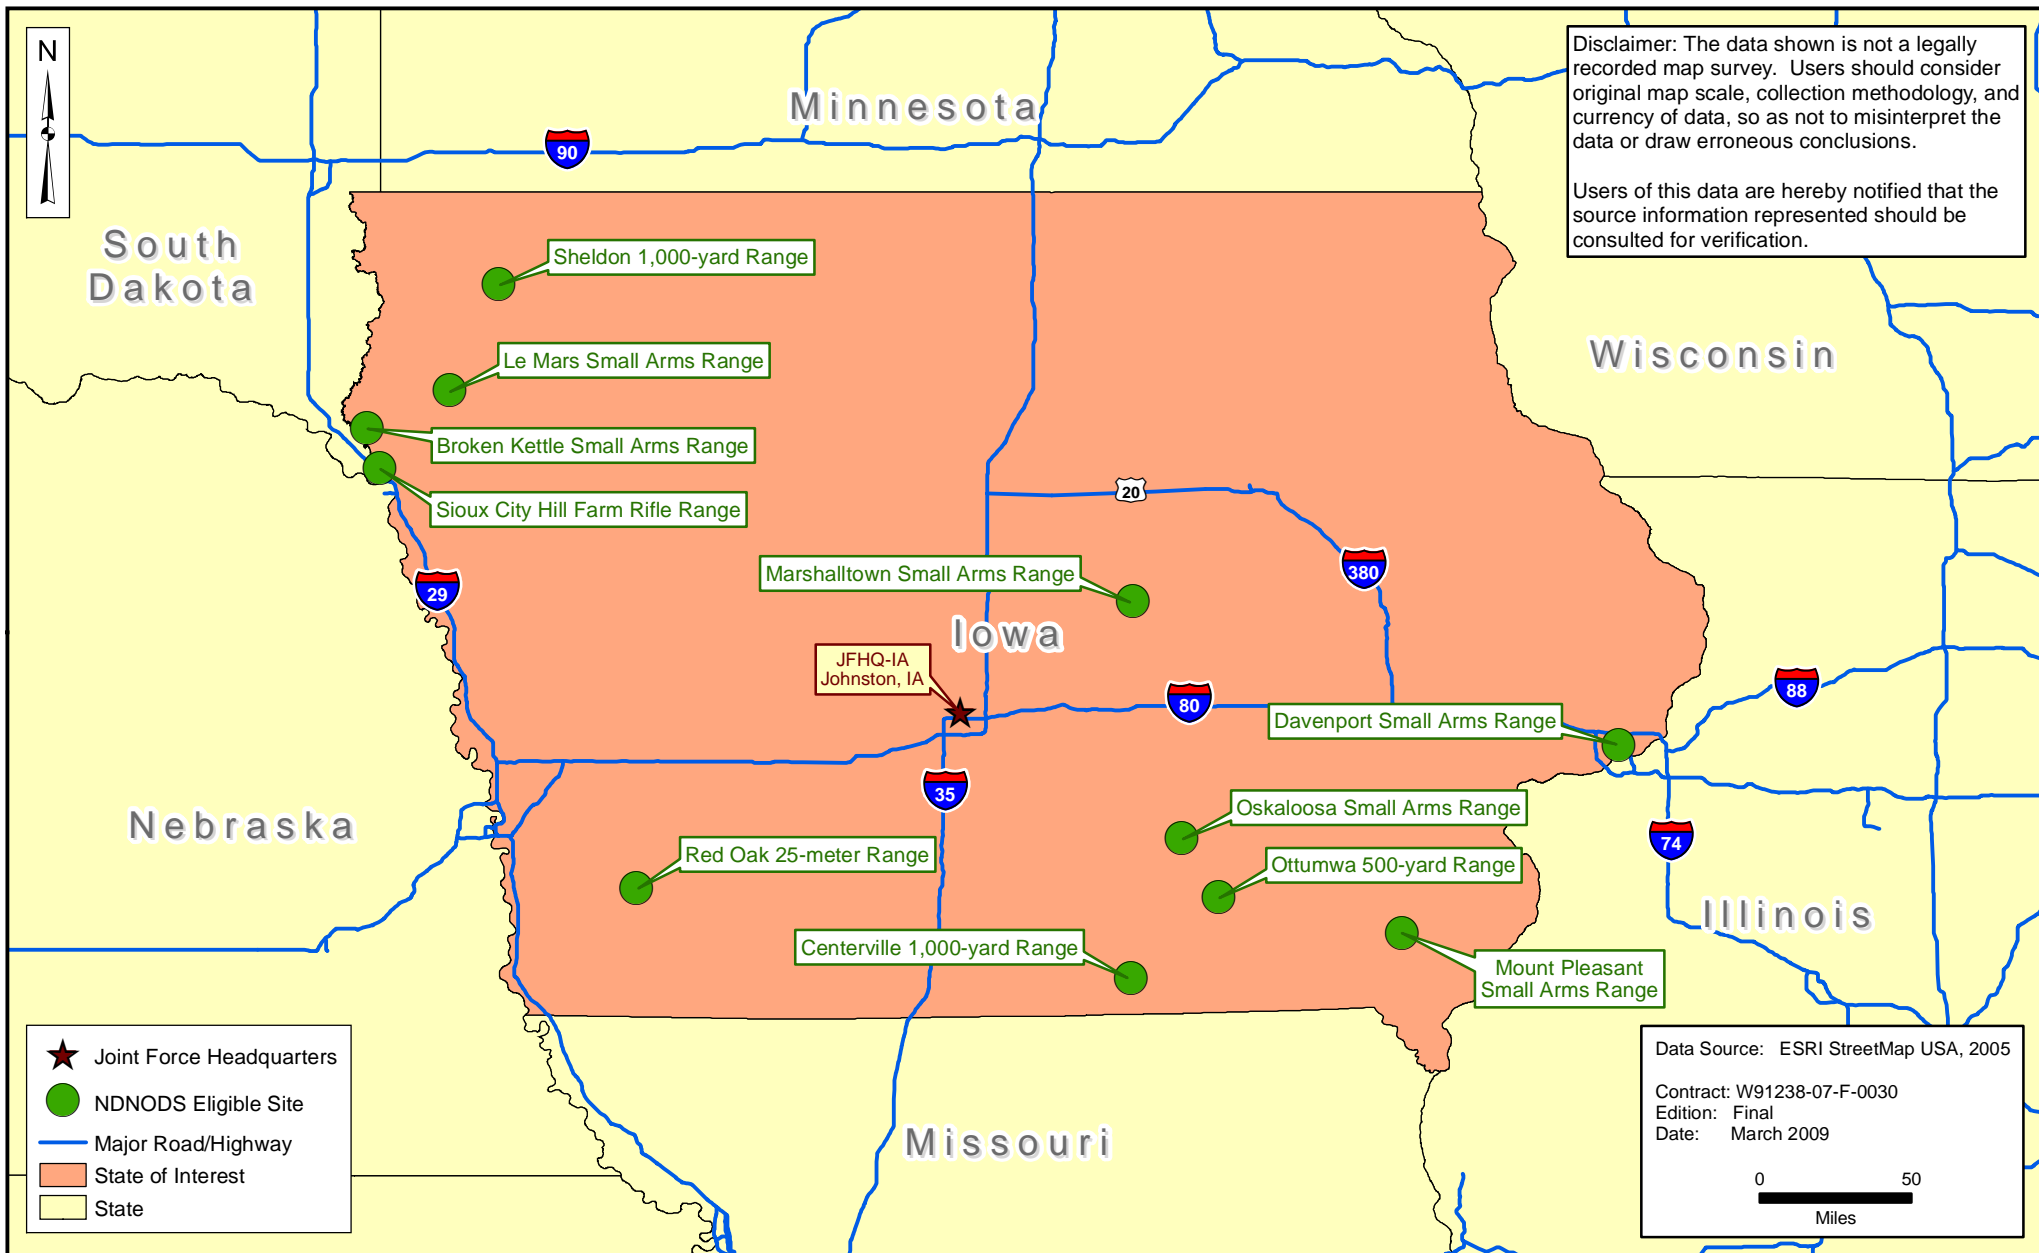 N
Disclaimer: The data shown is not a legally
recorded map survey.  Users should consider
original map scale, collection methodology, and
currency of data, so as not to misinterpret the
data or draw erroneous conclusions.
Users of this data are hereby notified that the
source information represented should be
consulted for verification.
Minnesota
90
South
Dakota
Sheldon 1,000-yard Range
Wisconsin
Le Mars Small Arms Range
Broken Kettle Small Arms Range
Sioux City Hill Farm Rifle Range
20
Marshalltown Small Arms Range
380
29
Iowa
JFHQ-IA
Johnston, IA
80
88
Davenport Small Arms Range
35
Oskaloosa Small Arms Range
Nebraska
74
Red Oak 25-meter Range
Ottumwa 500-yard Range
Illinois
Centerville 1,000-yard Range
Mount Pleasant
Small Arms Range
Missouri
Joint Force Headquarters
NDNODS Eligible Site
Major Road/Highway
State of Interest
State
Data Source:   ESRI StreetMap USA, 2005
Contract: W91238-07-F-0030
Edition:   Final
Date:      March 2009
0 50
Miles